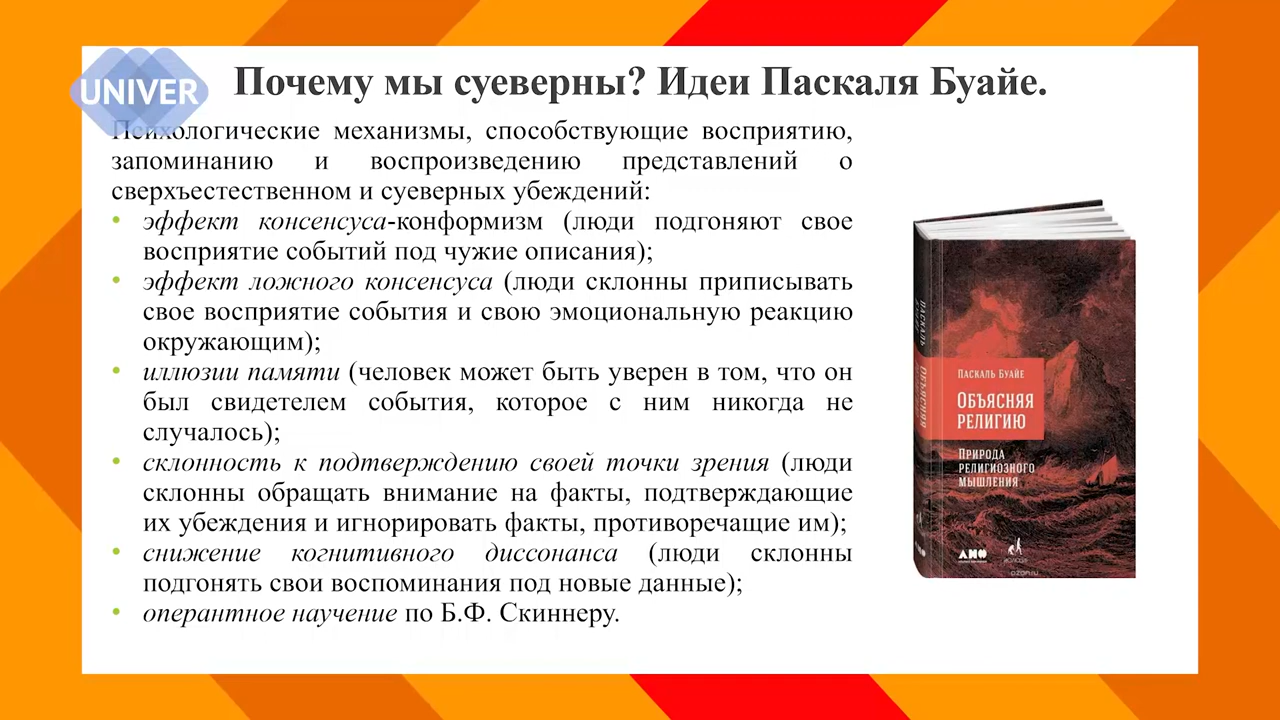 UNIVER
Почему мы суеверны? Идеи Паскаля Буайе.
Психологические механизмы, способствующие восприятию,
запоминанию и воспроизведению представлений о
сверхъестественном и суеверных убеждений:
• эффект консенсуса-конформизм (люди подгоняют свое
восприятие событий под чужие описания);
• эффект ложного консенсуса (люди склонны приписывать
свое восприятие события и свою эмоциональную реакцию
окружающим);
• иллюзии памяти (человек может быть уверен в том, что он
был свидетелем события, которое с ним никогда не
случалось);
• склонность к подтверждению своей точки зрения (люди
склонны обращать внимание на факты, подтверждающие
их убеждения и игнорировать факты, противоречащие им);
• снижение когнитивного диссонанса (люди склонны
подгонять свои воспоминания под новые данные);
• оперантное научение по Б.Ф. Скиннеру.
ПАСКАЛЬ БУАЙЕ
ОБЪЯСНЯЯ
РЕЛИГИЮ
ПРИРОДА
РЕЛИГИОЗНОГО
МЫШЛЕНИЯ